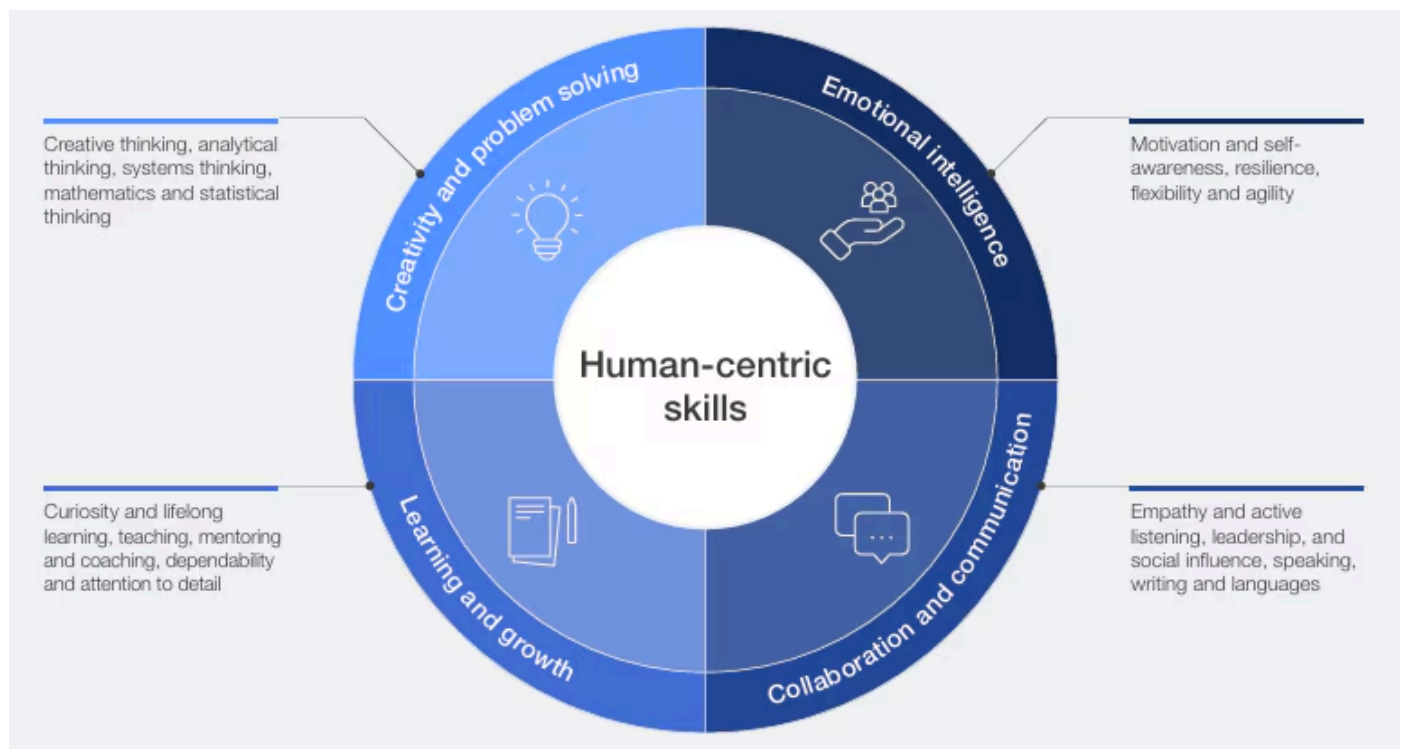 Creativity and problem solving
Emotional intelligence
Creative thinking, analytical
thinking, systems thinking,
mathematics and statistical
thinking
Motivation and self-
awareness, resilience,
flexibility and agility
Human-centric
skills
Curiosity and lifelong
learning, teaching, mentoring
and coaching, dependability
and attention to detail
Empathy and active
listening, leadership, and
social influence, speaking,
writing and languages
Learning and growth
Collaboration and communication